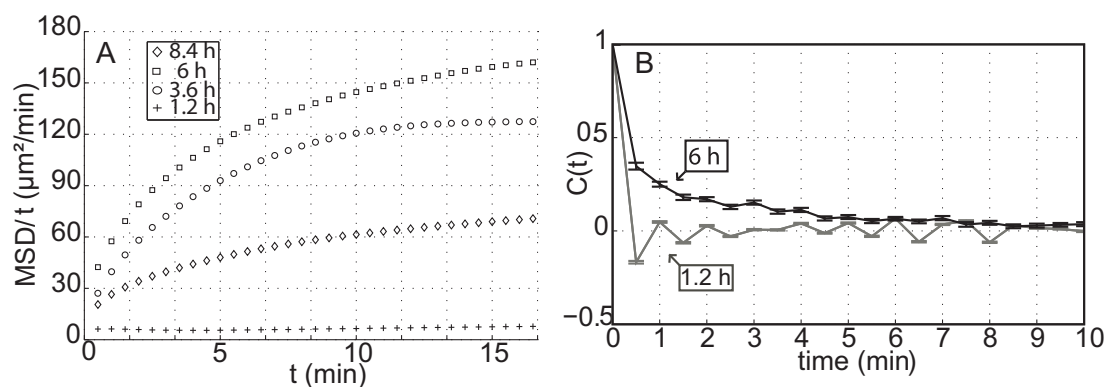 180
150
120
90
60
30
0
MSD/t (µm²/min)
A
8.4 h
6 h
3.6 h
1.2 h
0 5 10 15
t (min)
1
05
0
−0.5
C(t)
B
6 h
1.2 h
0 1 2 3 4 5 6 7 8 9 10
time (min)